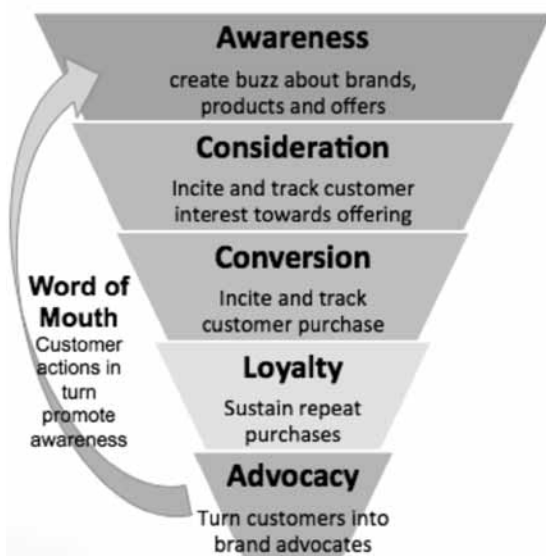 Awareness
create buzz about brands,
products and offers
Consideration
Incite and track customer
interest towards offering
Conversion
Incite and track
customer purchase
Loyalty
Sustain repeat
purchases
Advocacy
Turn customers into
brand advocates
Word of
Mouth
Customer
actions in
turn
promote
awareness